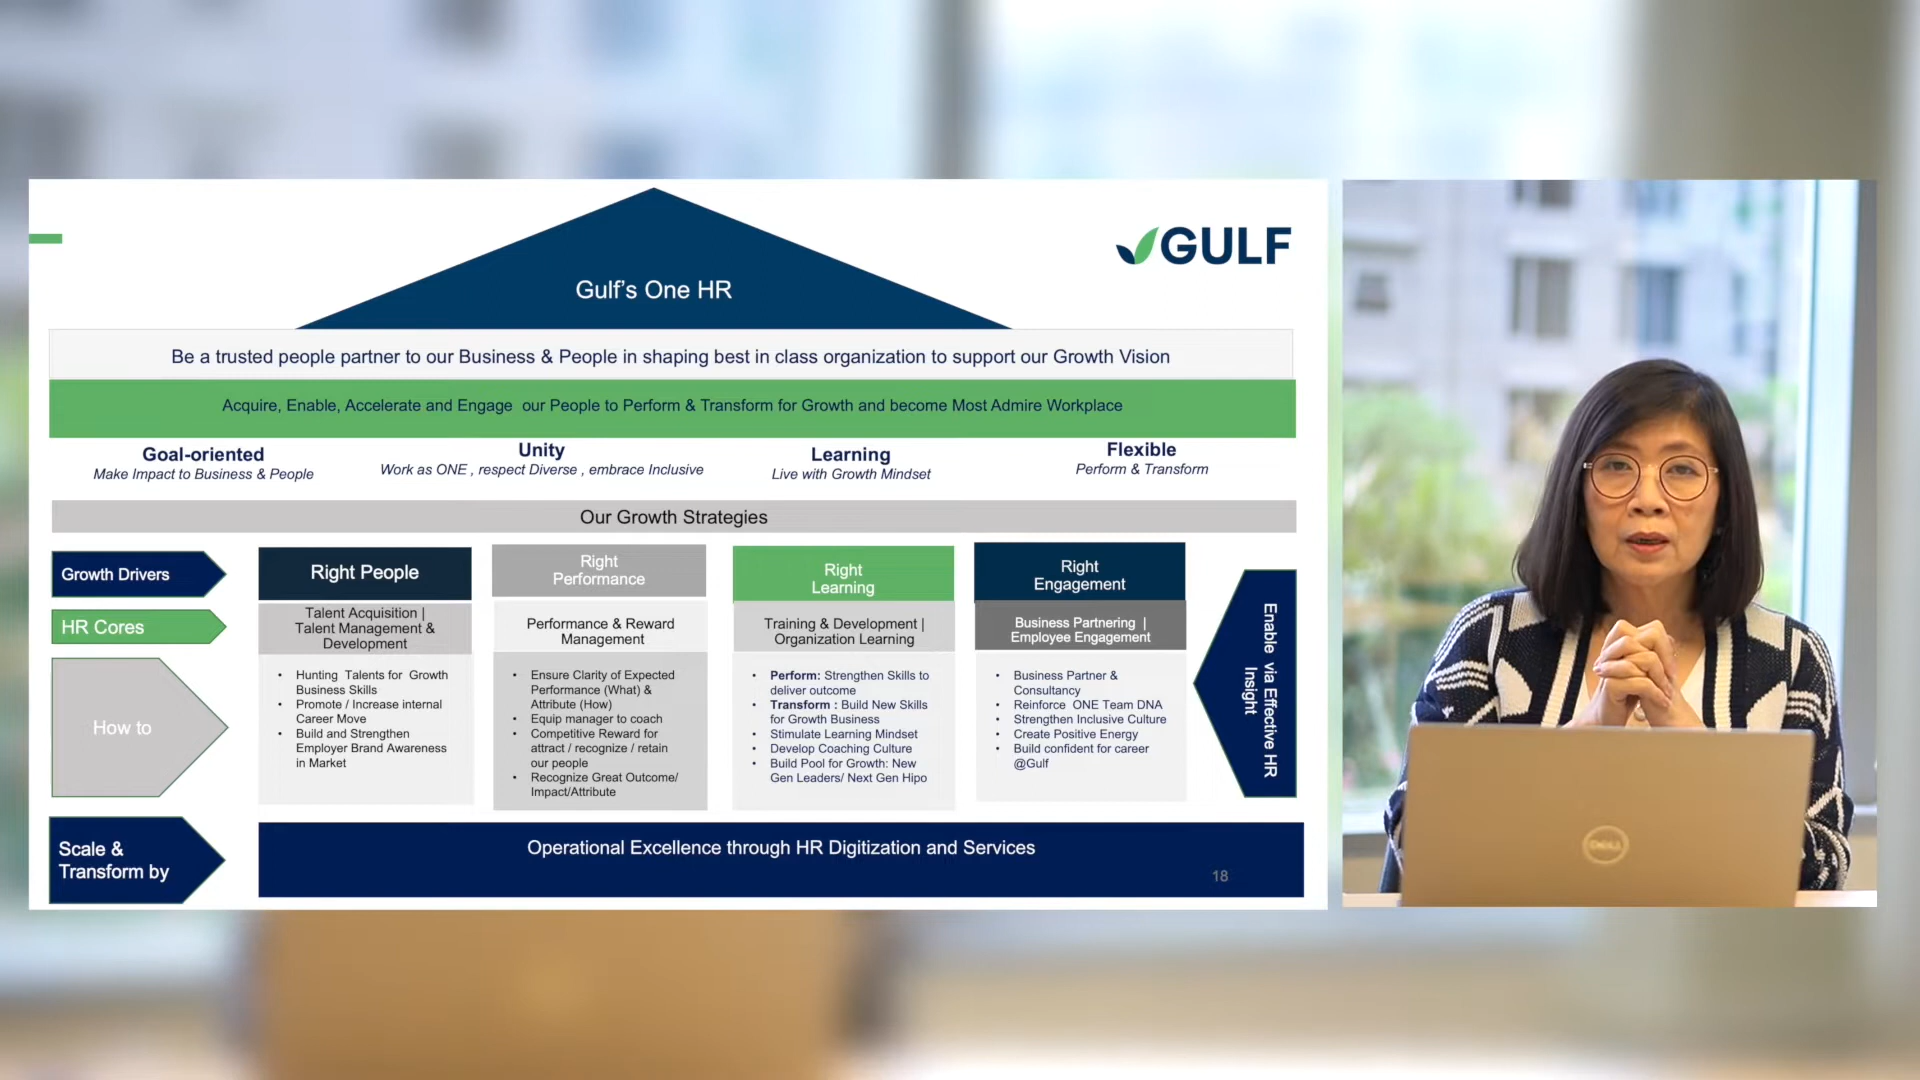 GULF
Gulf's One HR
Be a trusted people partner to our Business & People in shaping best in class organization to support our Growth Vision
Acquire, Enable, Accelerate and Engage our People to Perform & Transform for Growth and become Most Admire Workplace
Goal-oriented
Make Impact to Business & People
Unity
Work as ONE , respect Diverse , embrace Inclusive
Learning
Live with Growth Mindset
Flexible
Perform & Transform
Our Growth Strategies
Growth Drivers
Right People
Right
Performance
Right
Learning
Right
Engagement
HR Cores
Talent Acquisition |
Talent Management &
Development
Performance & Reward
Management
Training & Development |
Organization Learning
Business Partnering |
Employee Engagement
How to
• Hunting Talents for Growth
Business Skills
• Promote / Increase internal
Career Move
• Build and Strengthen
Employer Brand Awareness
in Market
• Ensure Clarity of Expected
Performance (What) &
Attribute (How)
• Equip manager to coach
• Competitive Reward for
attract / recognize / retain
our people
• Recognize Great Outcome/
Impact/Attribute
• Perform: Strengthen Skills to
deliver outcome
• Transform : Build New Skills
for Growth Business
• Stimulate Learning Mindset
• Develop Coaching Culture
• Build Pool for Growth: New
Gen Leaders/ Next Gen Hipo
• Business Partner &
Consultancy
• Reinforce ONE Team DNA
• Strengthen Inclusive Culture
• Create Positive Energy
• Build confident for career
@Gulf
Enable via Effective HR
Insight
Scale &
Transform by
Operational Excellence through HR Digitization and Services
18
DELL